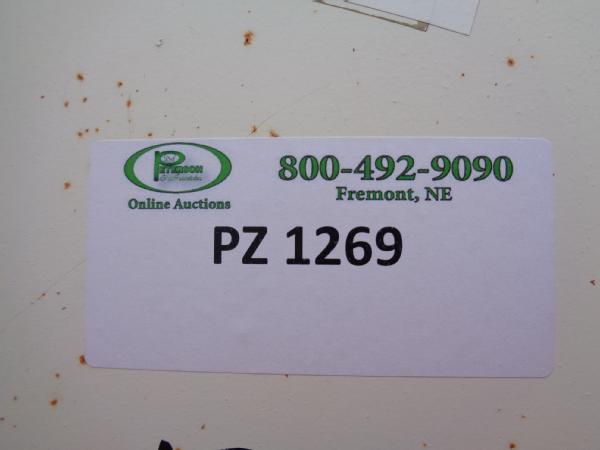 PETERSON
Online Auctions
800-492-9090
Fremont, NE
PZ 1269